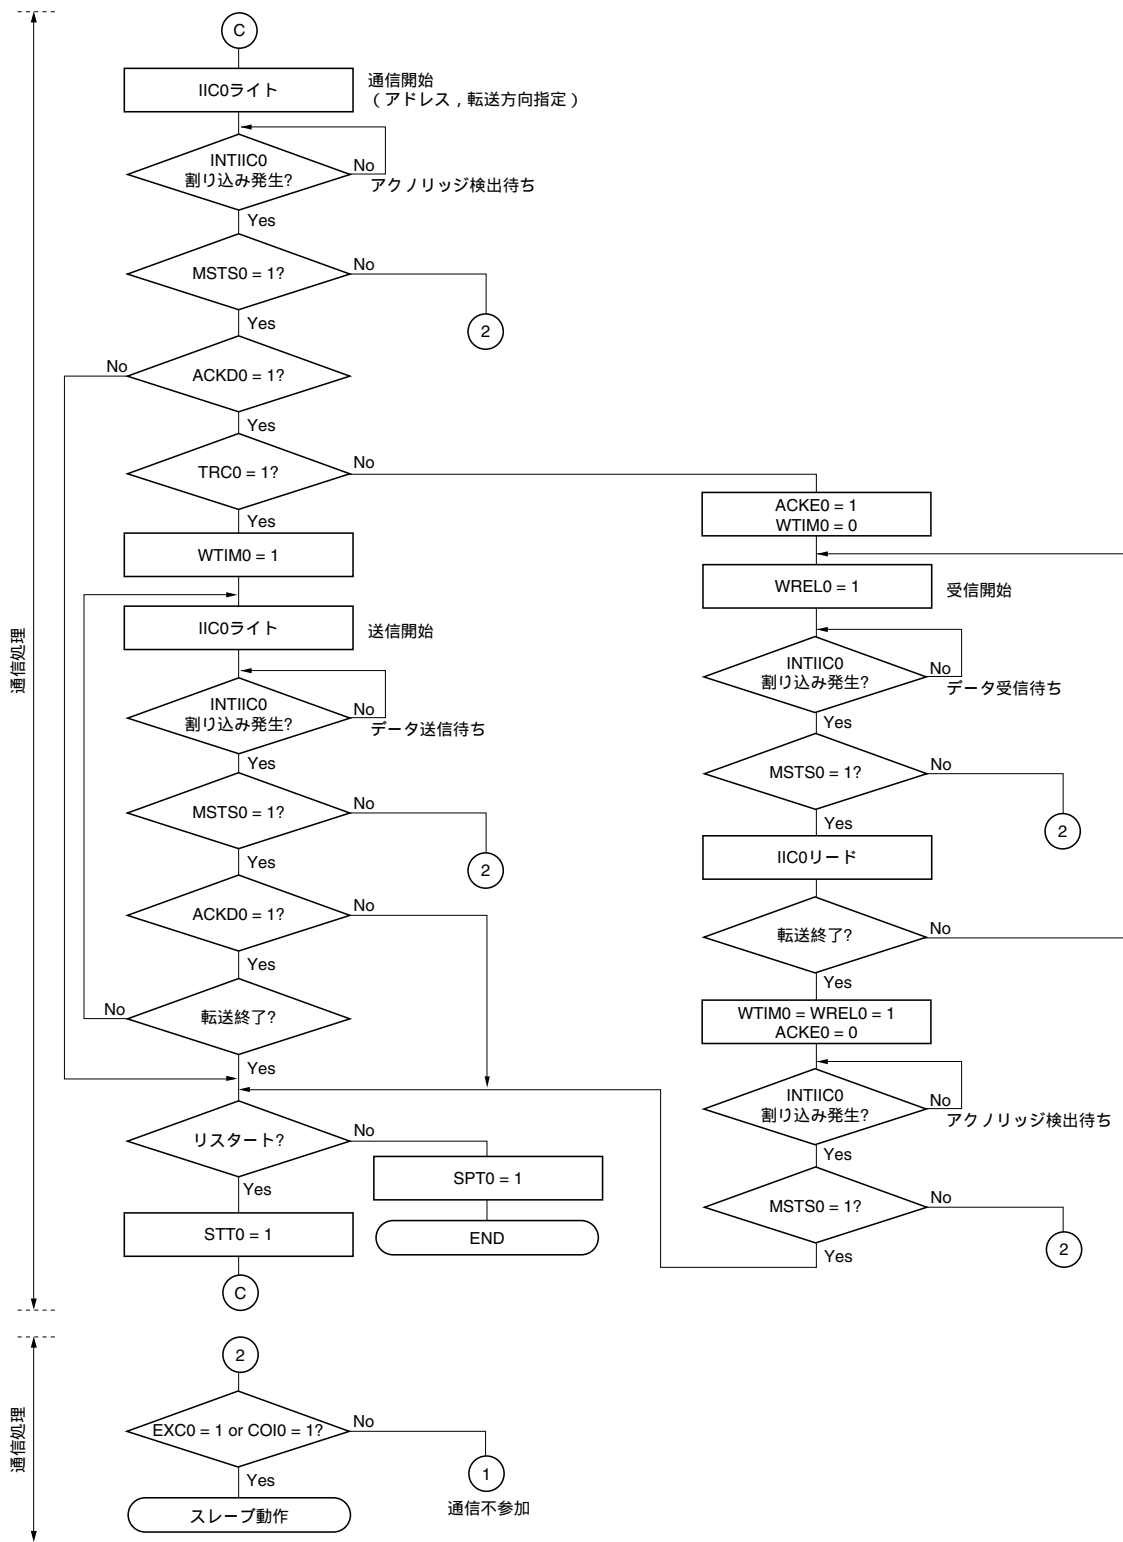 C
IIC0ライト
通信開始
（アドレス，転送方向指定）
INTIIC0
割り込み発生?
No
アクノリッジ検出待ち
Yes
MSTS0 = 1?
No
2
Yes
ACKD0 = 1?
No
Yes
TRC0 = 1?
No
Yes
WTIM0 = 1
IIC0ライト
送信開始
INTIIC0
割り込み発生?
No
データ送信待ち
Yes
MSTS0 = 1?
No
2
Yes
ACKD0 = 1?
No
Yes
転送終了?
No
Yes
リスタート?
No
Yes
SPT0 = 1
END
STT0 = 1
C
ACKE0 = 1
WTIM0 = 0
WREL0 = 1
受信開始
INTIIC0
割り込み発生?
No
データ受信待ち
Yes
MSTS0 = 1?
No
2
Yes
IIC0リード
転送終了?
No
Yes
WTIM0 = WREL0 = 1
ACKE0 = 0
INTIIC0
割り込み発生?
No
アクノリッジ検出待ち
Yes
MSTS0 = 1?
No
2
Yes
通信処理
2
EXC0 = 1 or COI0 = 1?
No
1
通信不参加
Yes
スレーブ動作
通信処理